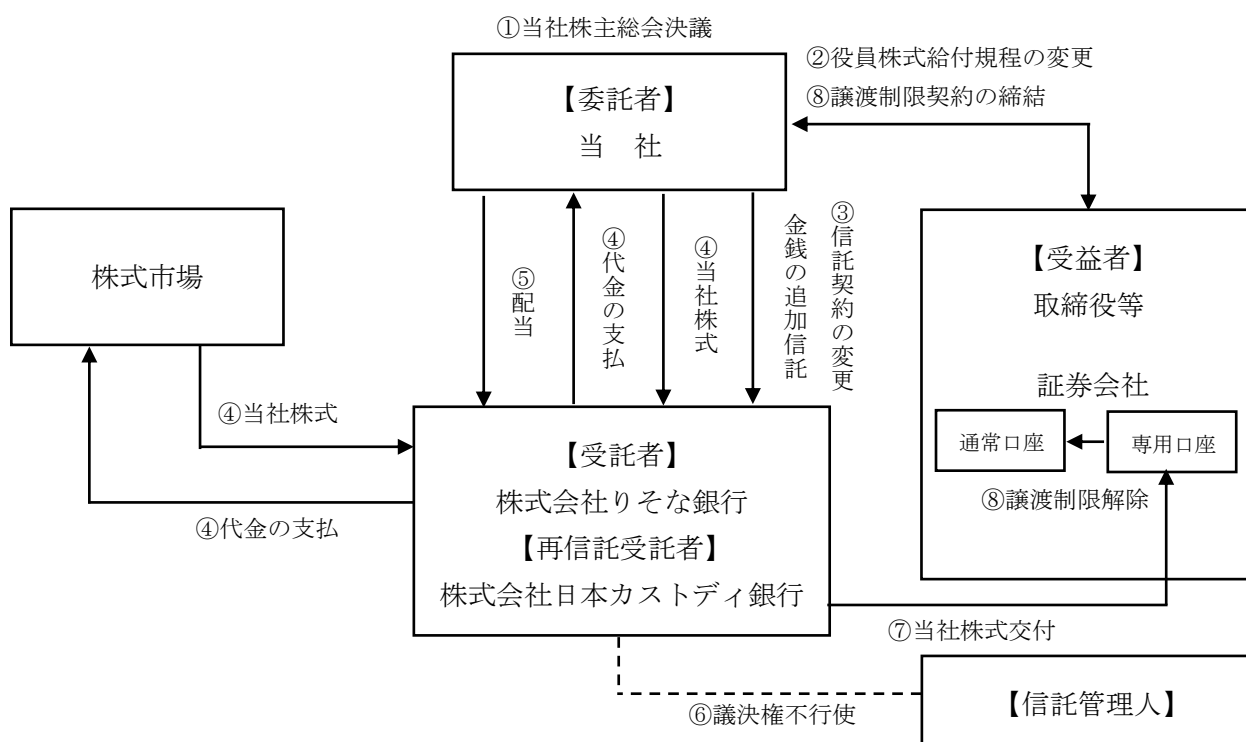 ①当社株主総会決議
【委託者】
当　社
②役員株式給付規程の変更
⑧譲渡制限契約の締結
株式市場
⑤配当
④代金の支払
④当社株式
③信託契約の変更
金銭の追加信託
【受益者】
取締役等
証券会社
通常口座
専用口座
⑧譲渡制限解除
④当社株式
④代金の支払
【受託者】
株式会社りそな銀行
【再信託受託者】
株式会社日本カストディ銀行
⑦当社株式交付
⑥議決権不行使
【信託管理人】